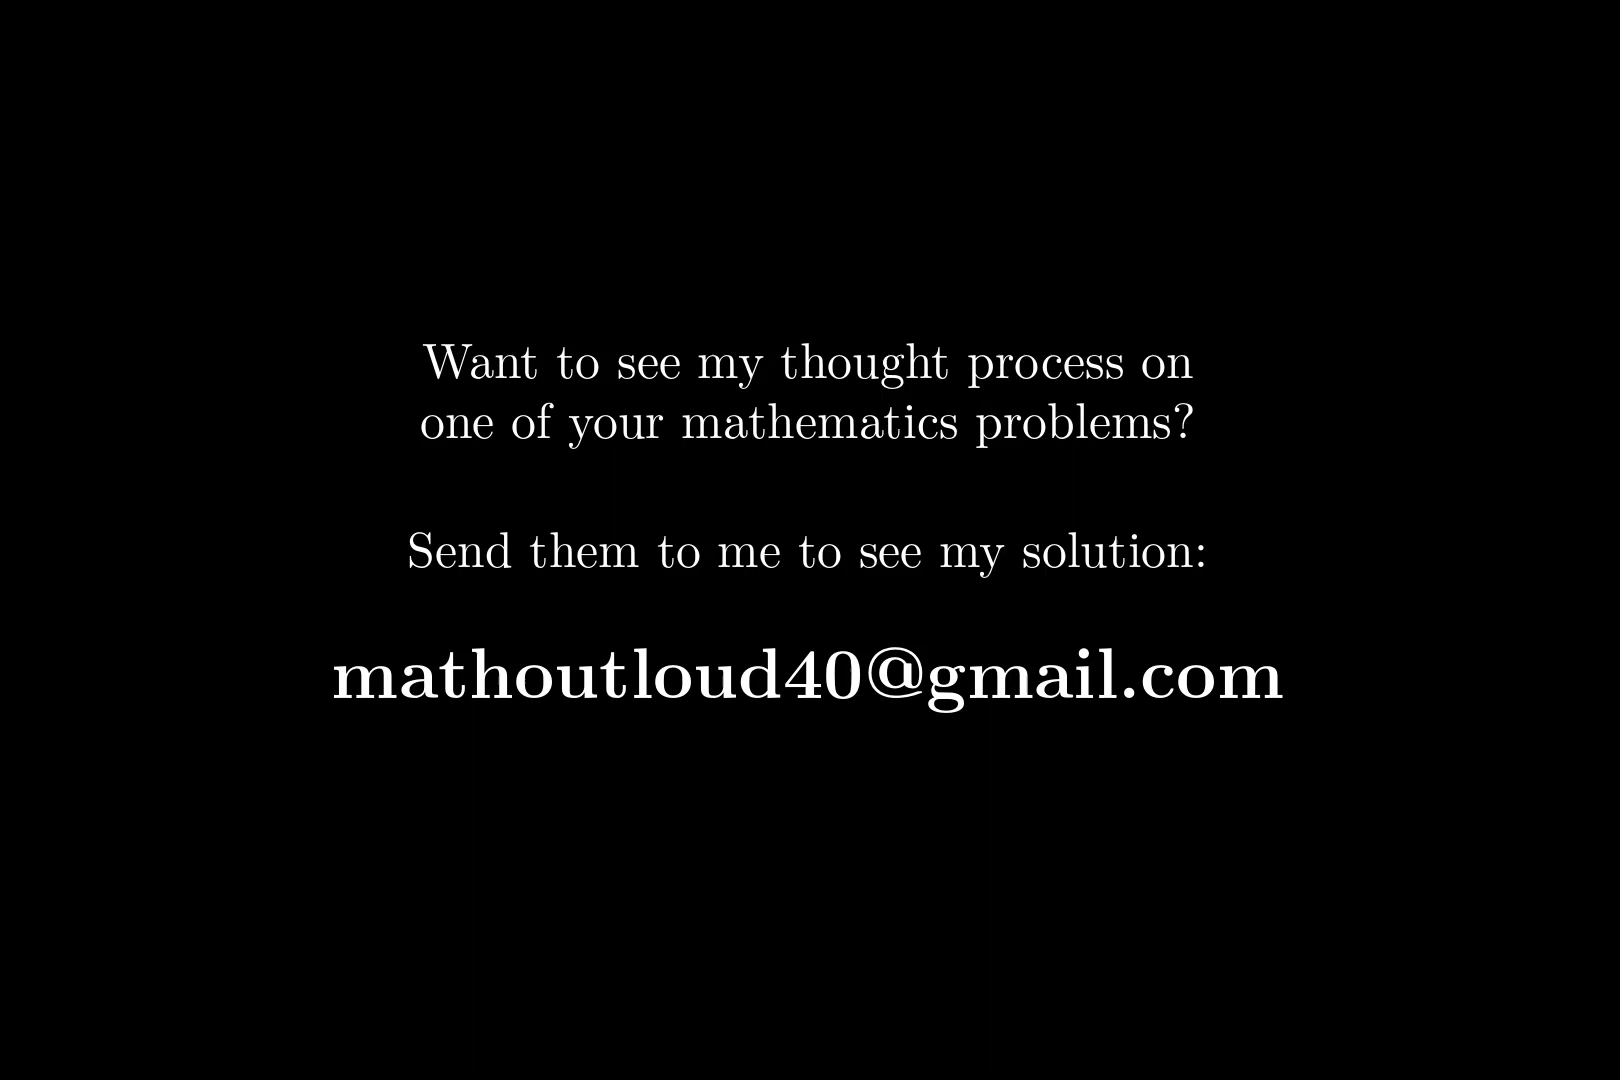 Want to see my thought process on
one of your mathematics problems?
Send them to me to see my solution:
mathoutloud40@gmail.com